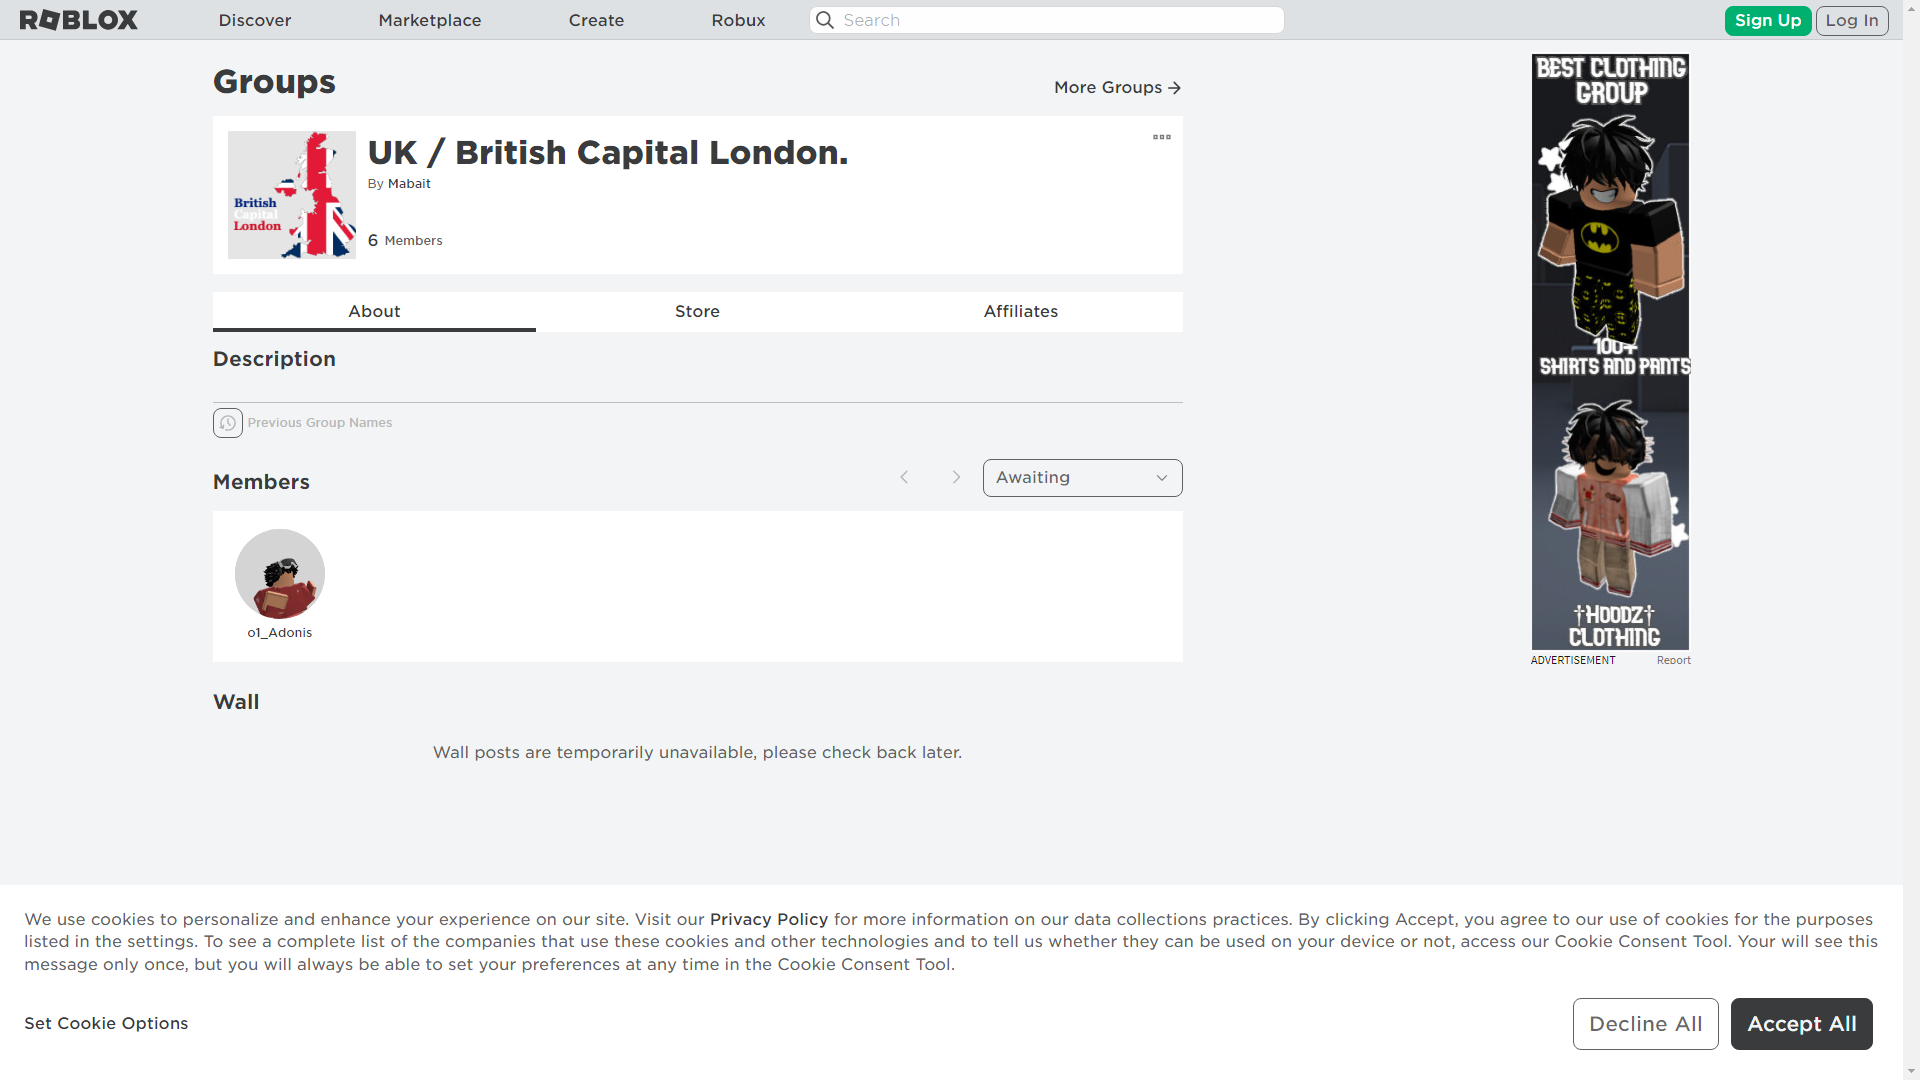 ROBLOX
Discover
Marketplace
Create
Robux
Search
Sign Up
Log In
Groups
More Groups
British
Capital
London
UK / British Capital London.
By Mabait
6 Members
About
Store
Affiliates
Description
Previous Group Names
Members
Awaiting
o1_Adonis
Wall
Wall posts are temporarily unavailable, please check back later.
BEST CLOTHING
GROUP
100+
SHIRTS AND PANTS
†HOODZ†
CLOTHING
ADVERTISEMENT
Report
We use cookies to personalize and enhance your experience on our site. Visit our Privacy Policy for more information on our data collections practices. By clicking Accept, you agree to our use of cookies for the purposes
listed in the settings. To see a complete list of the companies that use these cookies and other technologies and to tell us whether they can be used on your device or not, access our Cookie Consent Tool. Your will see this
message only once, but you will always be able to set your preferences at any time in the Cookie Consent Tool.
Set Cookie Options
Decline All
Accept All